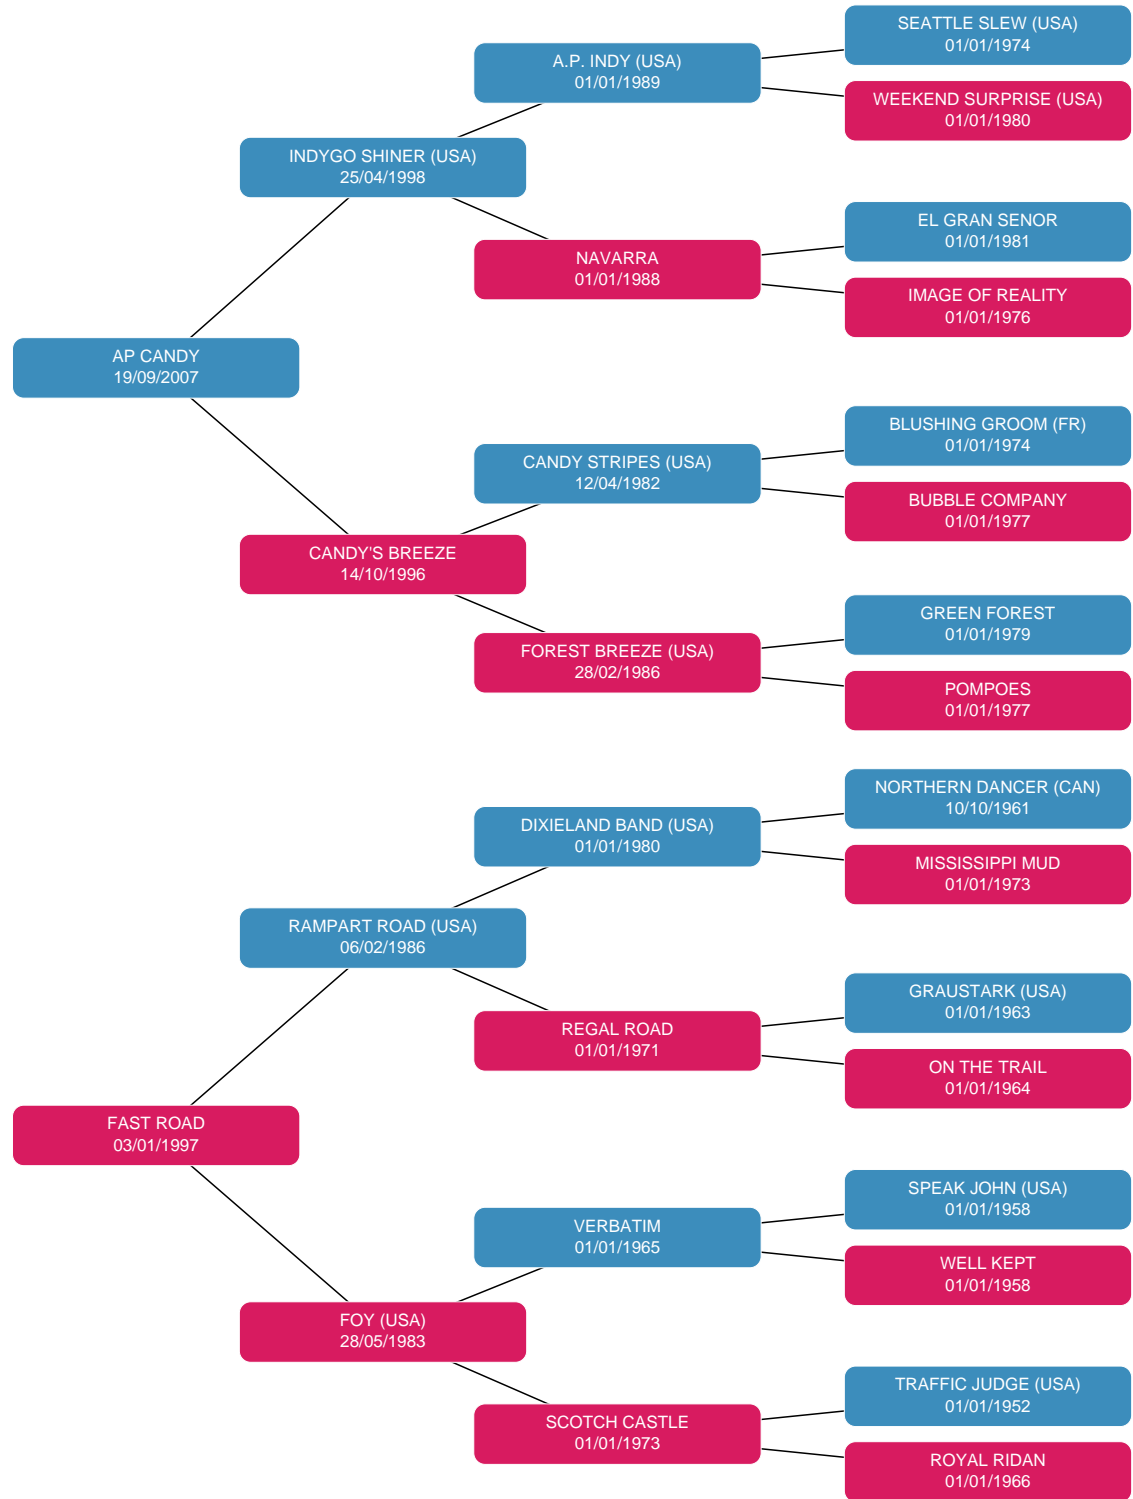 SEATTLE SLEW (USA)
01/01/1974
A.P. INDY (USA)
01/01/1989
WEEKEND SURPRISE (USA)
01/01/1980
INDYGO SHINER (USA)
25/04/1998
EL GRAN SENOR
01/01/1981
NAVARRA
01/01/1988
IMAGE OF REALITY
01/01/1976
AP CANDY
19/09/2007
BLUSHING GROOM (FR)
01/01/1974
CANDY STRIPES (USA)
12/04/1982
BUBBLE COMPANY
01/01/1977
CANDY'S BREEZE
14/10/1996
GREEN FOREST
01/01/1979
FOREST BREEZE (USA)
28/02/1986
POMPOES
01/01/1977
NORTHERN DANCER (CAN)
10/10/1961
DIXIELAND BAND (USA)
01/01/1980
MISSISSIPPI MUD
01/01/1973
RAMPART ROAD (USA)
06/02/1986
GRAUSTARK (USA)
01/01/1963
REGAL ROAD
01/01/1971
ON THE TRAIL
01/01/1964
FAST ROAD
03/01/1997
SPEAK JOHN (USA)
01/01/1958
VERBATIM
01/01/1965
WELL KEPT
01/01/1958
FOY (USA)
28/05/1983
TRAFFIC JUDGE (USA)
01/01/1952
SCOTCH CASTLE
01/01/1973
ROYAL RIDAN
01/01/1966